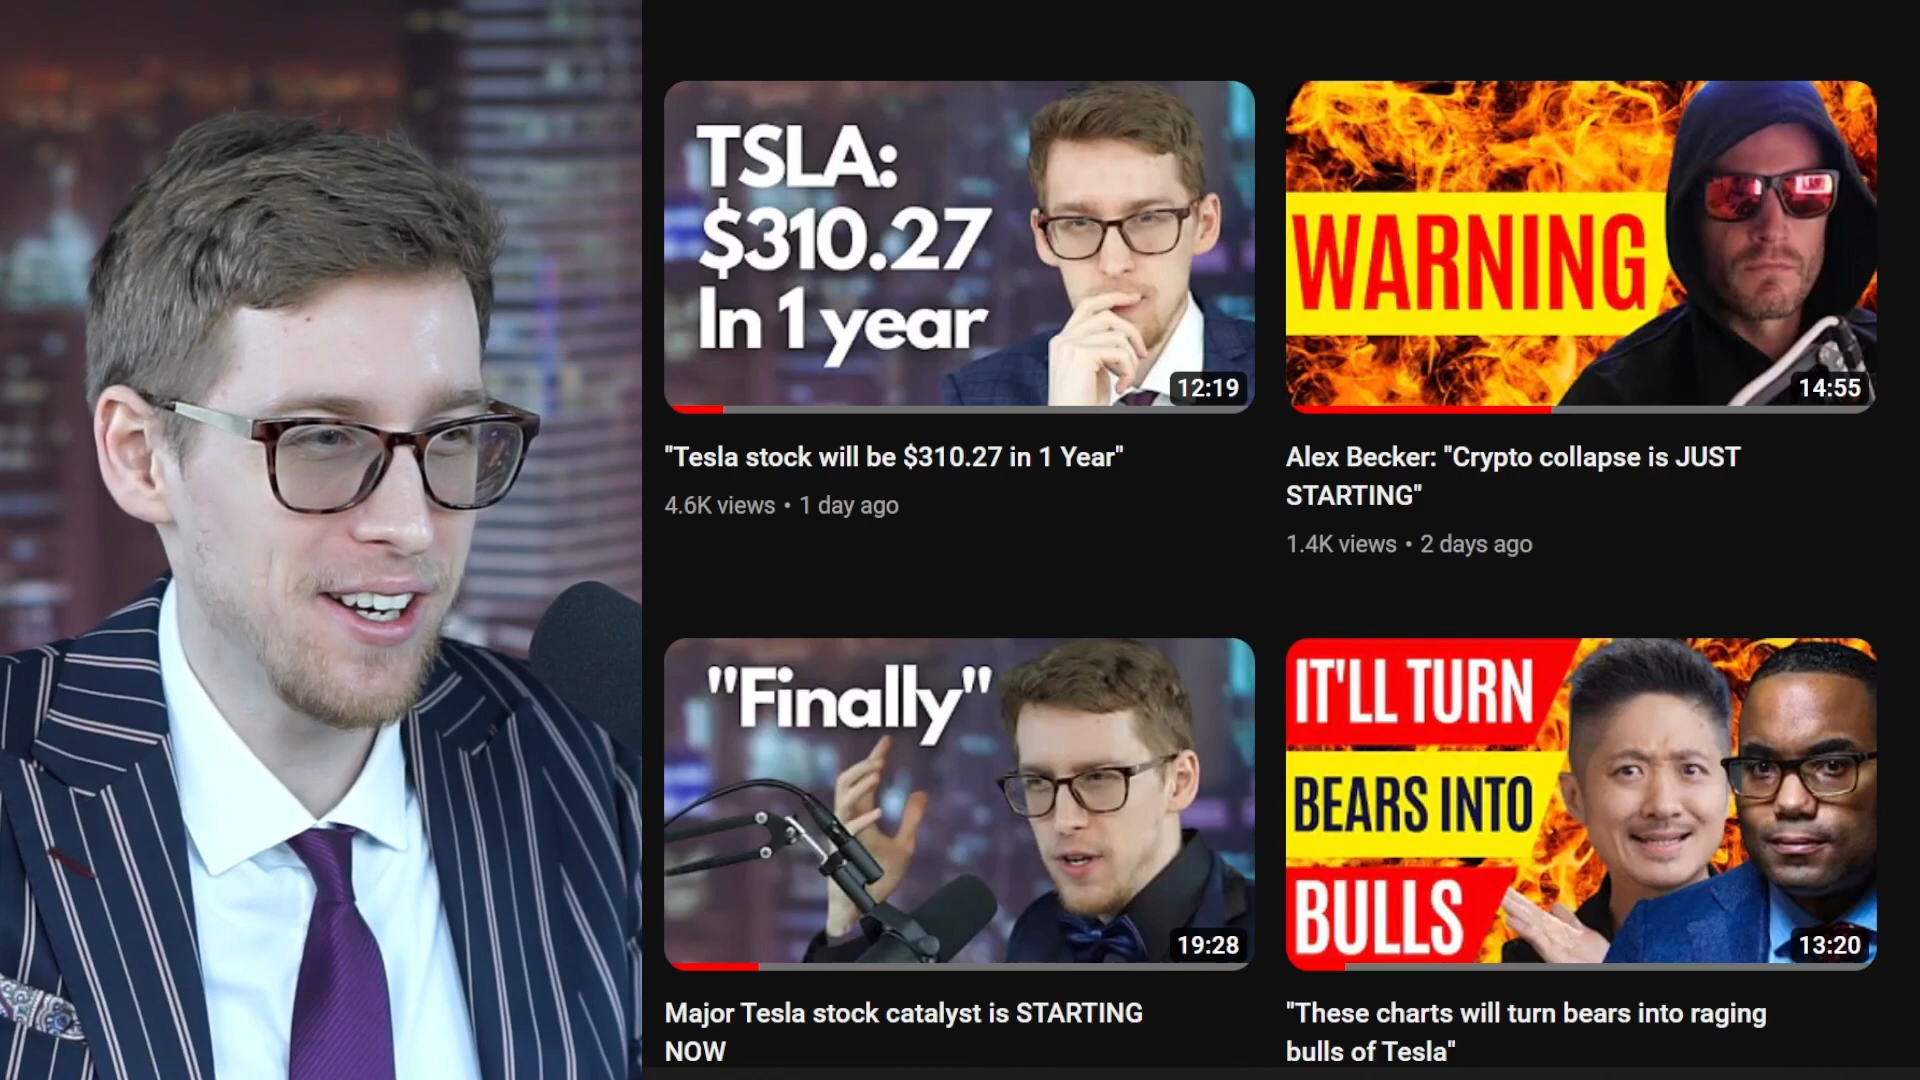 TSLA:
$310.27
In 1 year
12:19
"Tesla stock will be $310.27 in 1 Year"
4.6K views • 1 day ago
WARNING
14:55
Alex Becker: "Crypto collapse is JUST
STARTING"
1.4K views • 2 days ago
"Finally"
19:28
Major Tesla stock catalyst is STARTING
NOW
IT'LL TURN
BEARS INTO
BULLS
13:20
"These charts will turn bears into raging
bulls of Tesla"